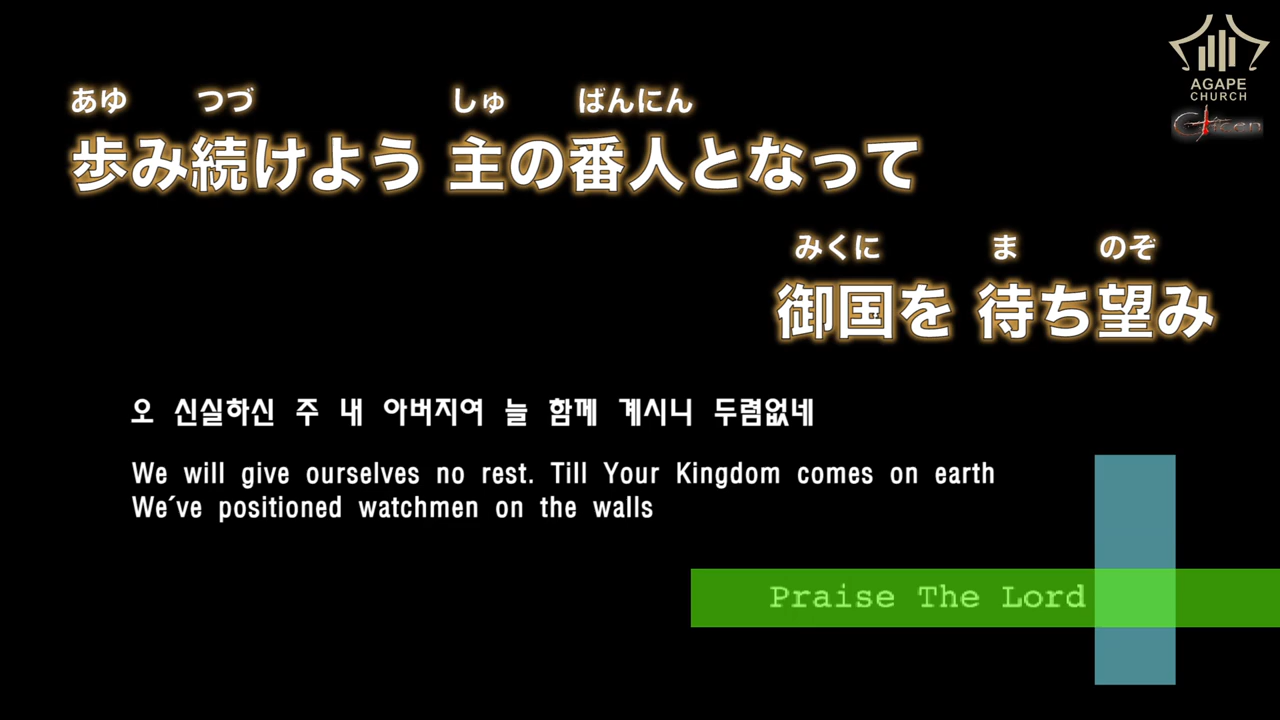 AGAPE
CHURCH
あゆ つづ しゅ ばんにん
歩み続けよう 主の番人となって
みくに ま のぞ
御国を 待ち望み
오 신실하신 주 내 아버지여 늘 함께 계시니 두렴없네
We will give ourselves no rest. Till Your Kingdom comes on earth
We´ve positioned watchmen on the walls
Praise The Lord